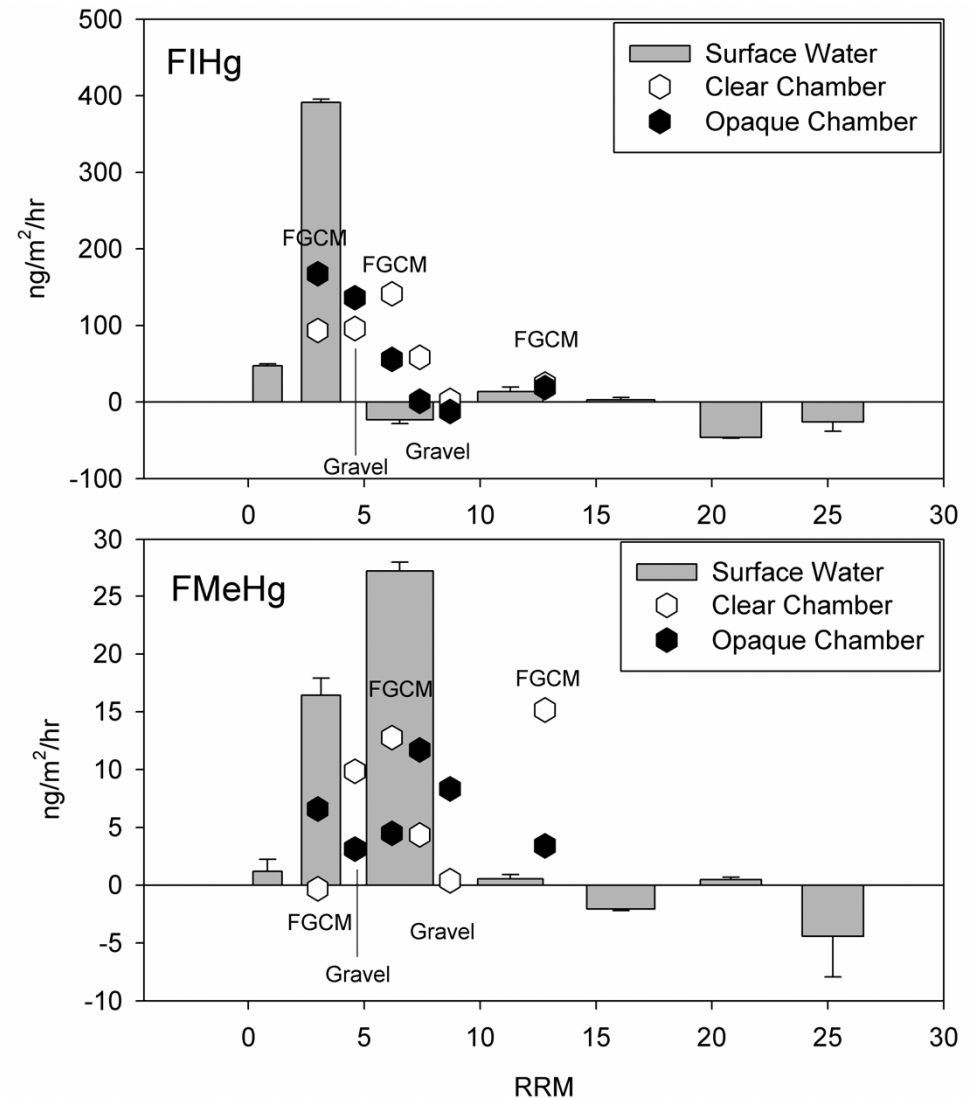 500
FIHg
Surface Water
Clear Chamber
Opaque Chamber
400
300
200
100
0
-100
ng/m²/hr
FGCM
FGCM
FGCM
Gravel
Gravel
0 5 10 15 20 25 30
30
FMeHg
Surface Water
Clear Chamber
Opaque Chamber
25
20
15
10
5
0
-5
-10
ng/m²/hr
FGCM
FGCM
FGCM
Gravel
Gravel
0 5 10 15 20 25 30
RRM